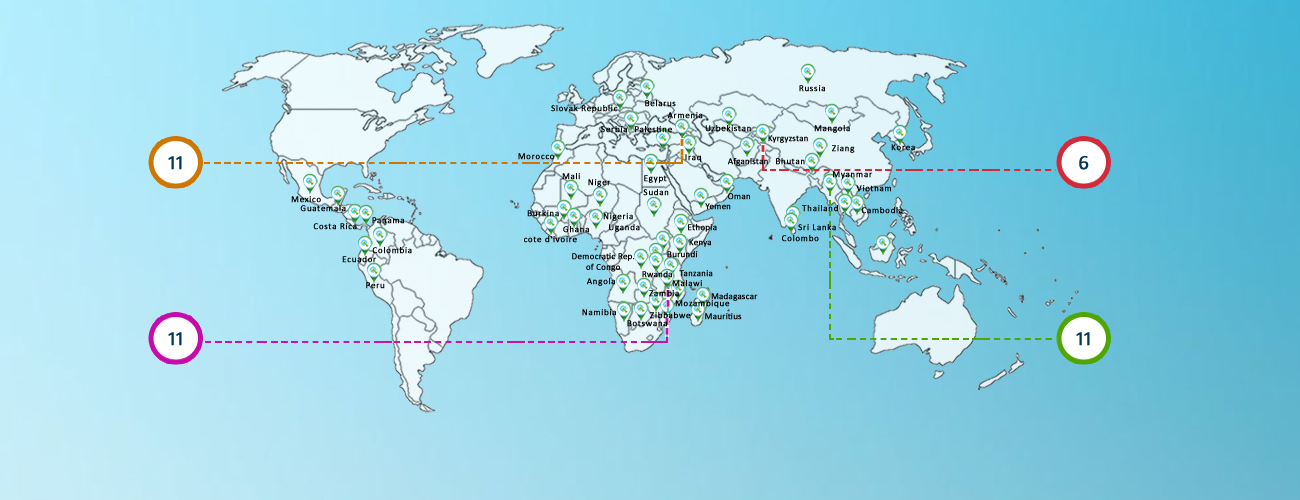 Russia
Belarus
Slovak Republic
Armenia
Serbia
Palestine
Uzbekistan
Mangola
Kyrgyzstan
Korea
Ziang
Morocco
Iraq
Afganistan
Bhutan
11
6
Egypt
Mali
Niger
Myanmar
Vietnam
Mexico
Sudan
Oman
Guatemala
Yemen
Burkina
Nigeria
Thailand
Cambodia
Costa Rica
Panama
Ghana
Uganda
Ethopia
Sri Lanka
cote d'ivoire
Colombo
Kenya
Colombia
Ecuador
Democratic Rep.
of Congo
Burundi
Rwanda
Tanzania
Peru
Angola
Malawi
Zambia
Madagascar
Mozambique
Namibia
Zibbabwe
Mauritius
Botswana
11
11